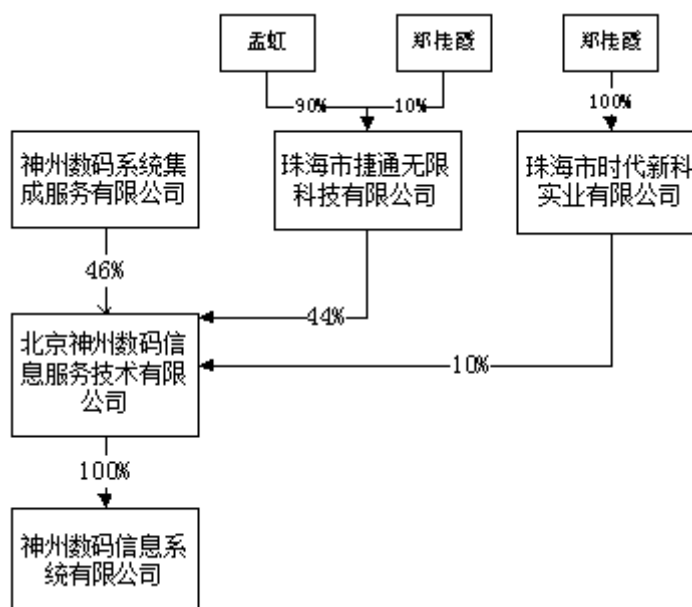 孟虹
郑桂霞
郑桂霞
90%
10%
100%
神州数码系统集
成服务有限公司
珠海市捷通无限
科技有限公司
珠海市时代新科
实业有限公司
46%
44%
北京神州数码信
息服务技术有限
公司
10%
100%
神州数码信息系
统有限公司